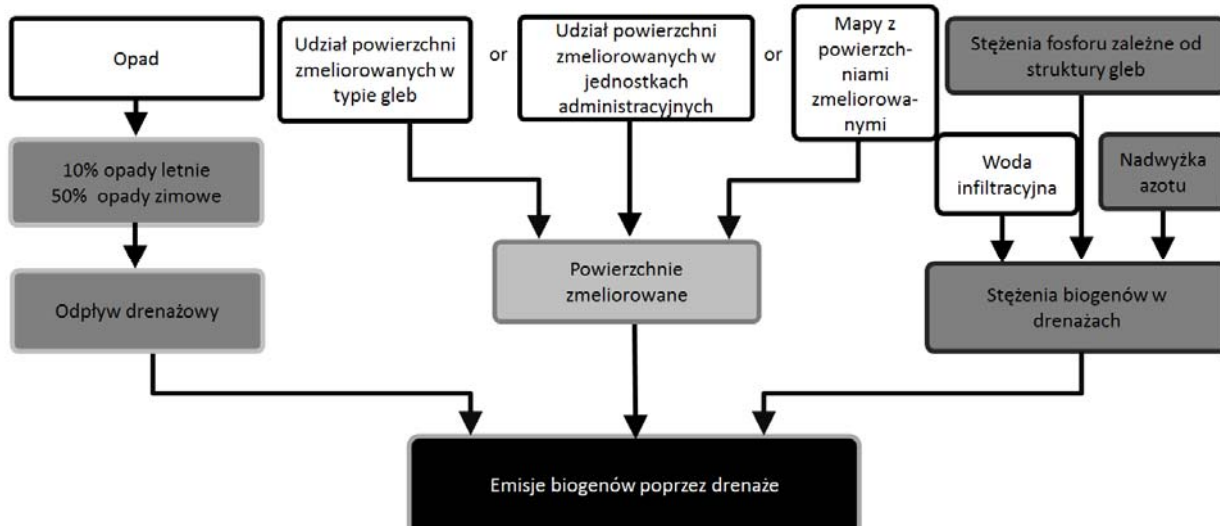 Opad
10% opady letnie
50% opady zimowe
Odpływ drenażowy
Udział powierzchni
zmeliorowanych w
typie gleb
or
Udział powierzchni
zmeliorowanych w
jednostkach
administracyjnych
or
Mapy z
powierzch-
niami
zmeliorowa-
nymi
Powierzchnie
zmeliorowane
Stężenia fosforu zależne od
struktury gleb
Woda
infiltracyjna
Nadwyżka
azotu
Stężenia biogenów w
drenażach
Emisje biogenów poprzez drenaże